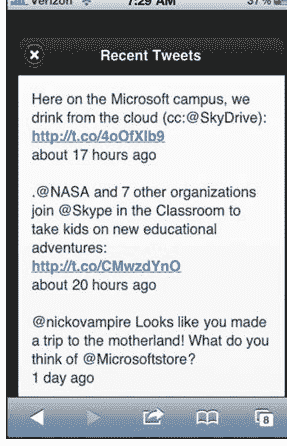 Verizon 7:29 AM 37%
Recent Tweets
Here on the Microsoft campus, we
drink from the cloud (cc:@SkyDrive):
http://t.co/4oOfXIb9
about 17 hours ago
.@NASA and 7 other organizations
join @Skype in the Classroom to
take kids on new educational
adventures:
http://t.co/CMwzdYnO
about 20 hours ago
@nickovampire Looks like you made
a trip to the motherland! What do you
think of @Microsoftstore?
1 day ago
8